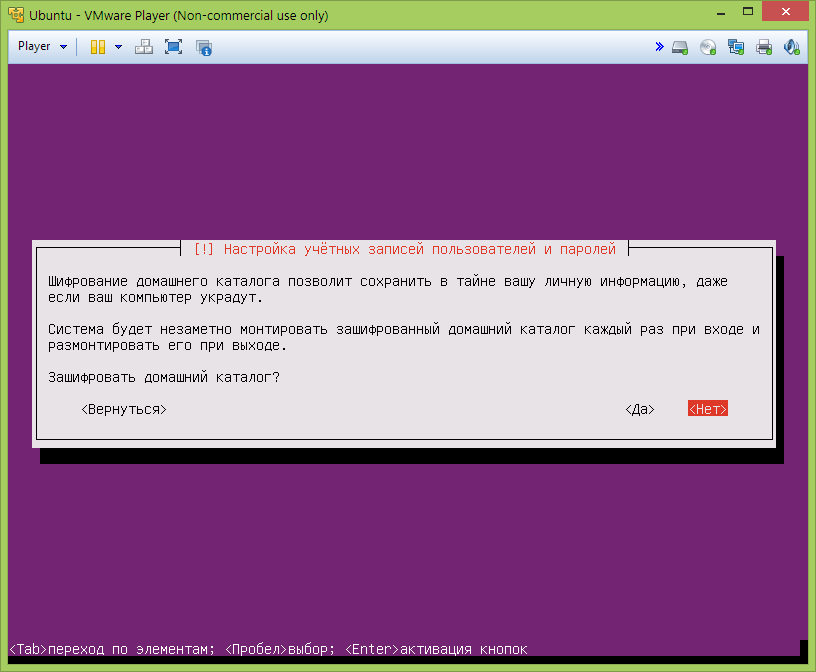 Ubuntu - VMware Player (Non-commercial use only)
Player
[!] Настройка учётных записей пользователей и паролей
Шифрование домашнего каталога позволит сохранить в тайне вашу личную информацию, даже
если ваш компьютер украдут.
Система будет незаметно монтировать зашифрованный домашний каталог каждый раз при входе и
размонтировать его при выходе.
Зашифровать домашний каталог?
<Вернуться> <Да> <Нет>
<Tab>переход по элементам; <Пробел>выбор; <Enter>активация кнопок